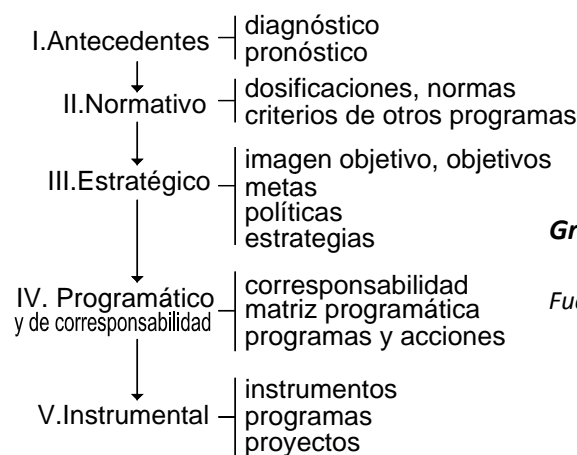 I.Antecedentes
diagnóstico
pronóstico
II.Normativo
dosificaciones, normas
criterios de otros programas
III.Estratégico
imagen objetivo, objetivos
metas
políticas
estrategias
Gr
IV. Programático
y de corresponsabilidad
corresponsabilidad
matriz programática
programas y acciones
V.Instrumental
instrumentos
programas
proyectos